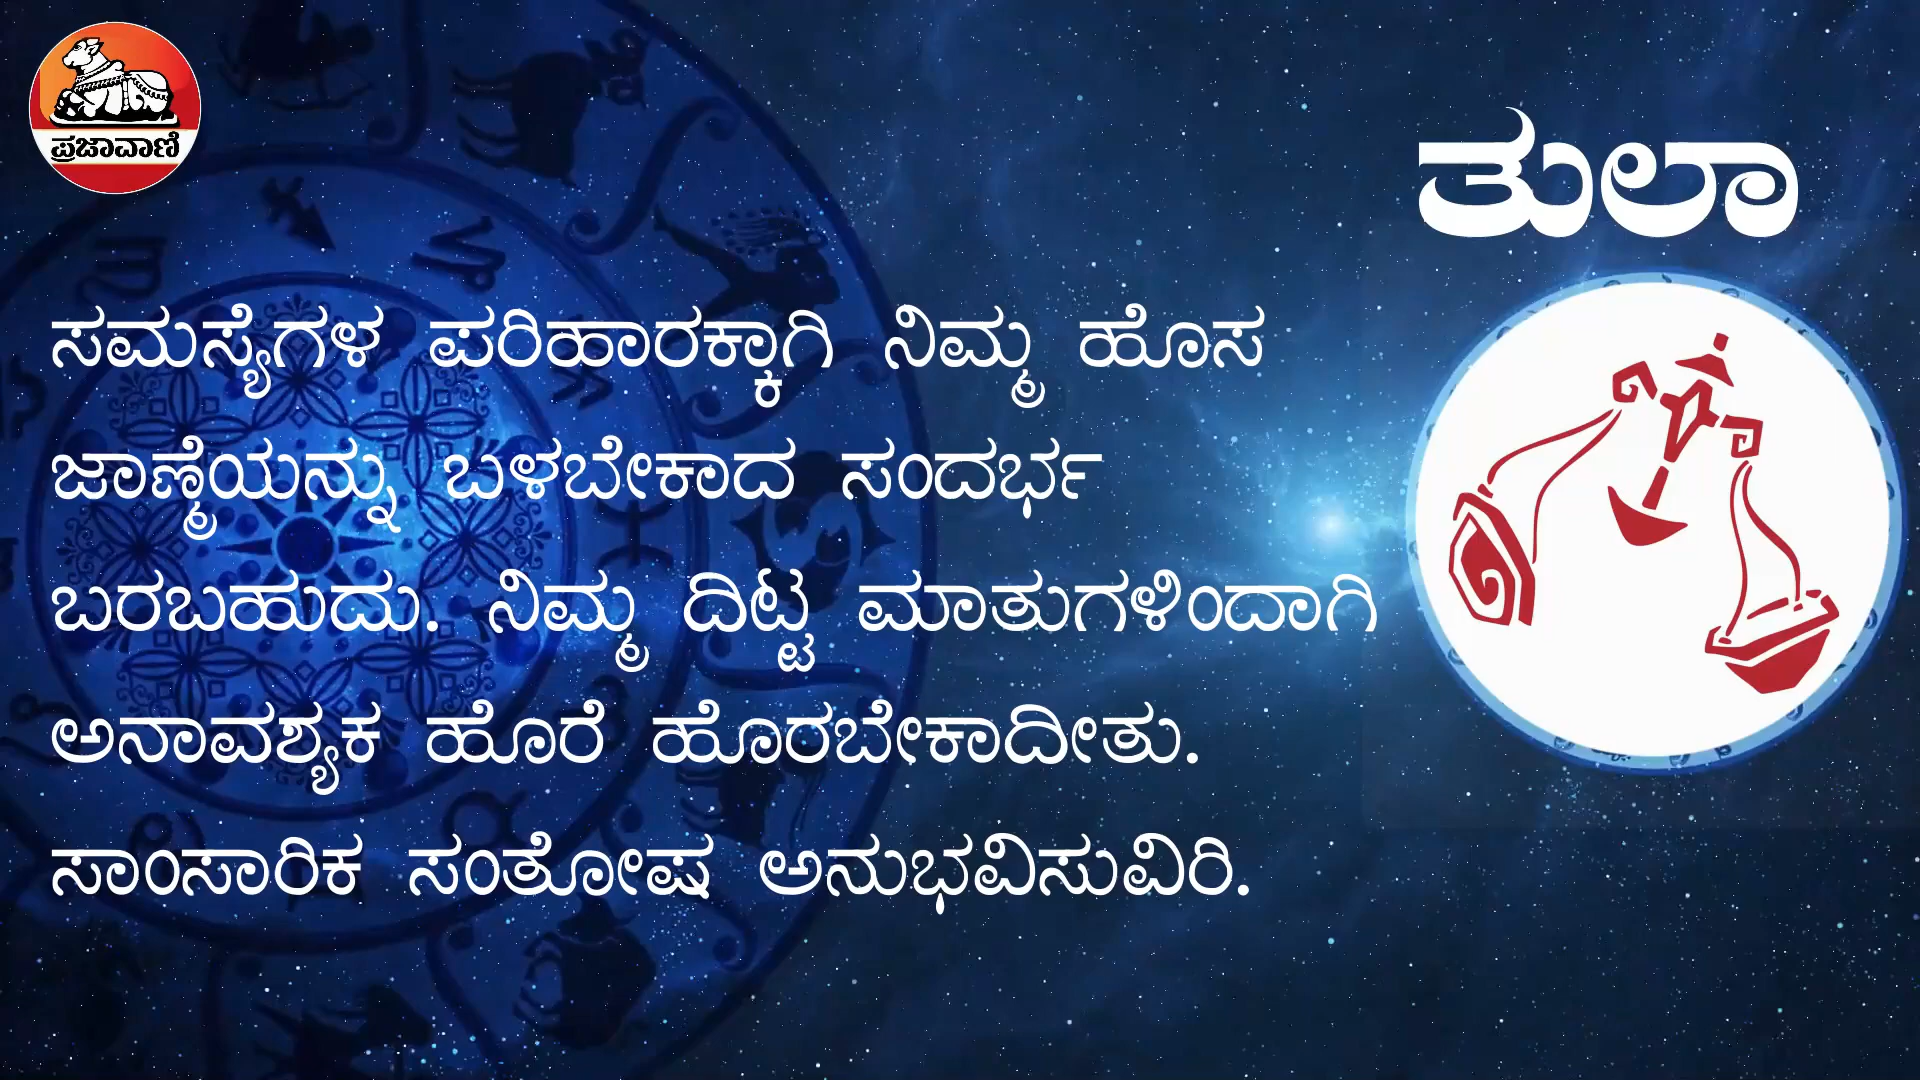 ಪ್ರಜಾವಾಣಿ
ತುಲಾ
ಸಮಸ್ಯೆಗಳ ಪರಿಹಾರಕ್ಕಾಗಿ ನಿಮ್ಮ ಹೊಸ
ಜಾಣ್ಮೆಯನ್ನು ಬಳಬೇಕಾದ ಸಂದರ್ಭ
ಬರಬಹುದು. ನಿಮ್ಮ ದಿಟ್ಟ ಮಾತುಗಳಿಂದಾಗಿ
ಅನಾವಶ್ಯಕ ಹೊರೆ ಹೊರಬೇಕಾದೀತು.
ಸಾಂಸಾರಿಕ ಸಂತೋಷ ಅನುಭವಿಸುವಿರಿ.